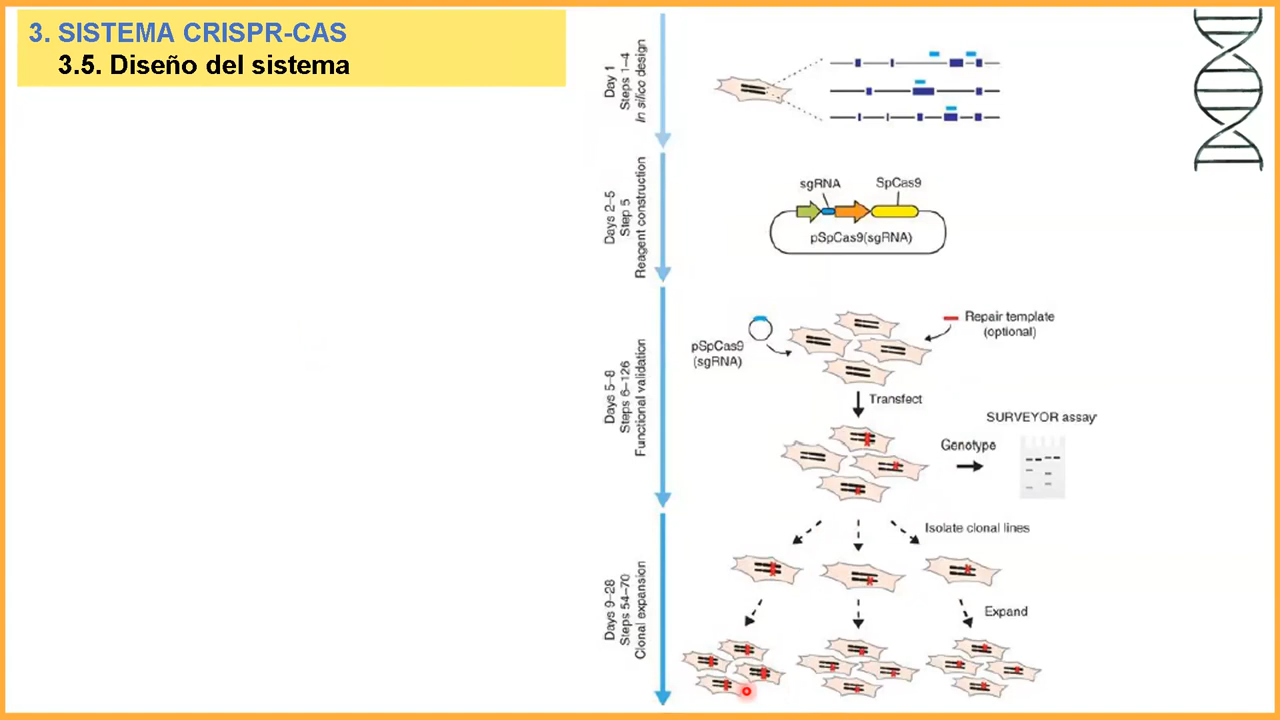 3. SISTEMA CRISPR-CAS
3.5. Diseño del sistema
Day 1
Steps 1–4
In silico design
Days 2–5
Step 5
Reagent construction
sgRNA
SpCas9
pSpCas9(sgRNA)
Days 5–8
Steps 6–126
Functional validation
pSpCas9
(sgRNA)
Repair template
(optional)
Transfect
Genotype
SURVEYOR assay
Days 9–28
Steps 54–70
Clonal expansion
Isolate clonal lines
Expand